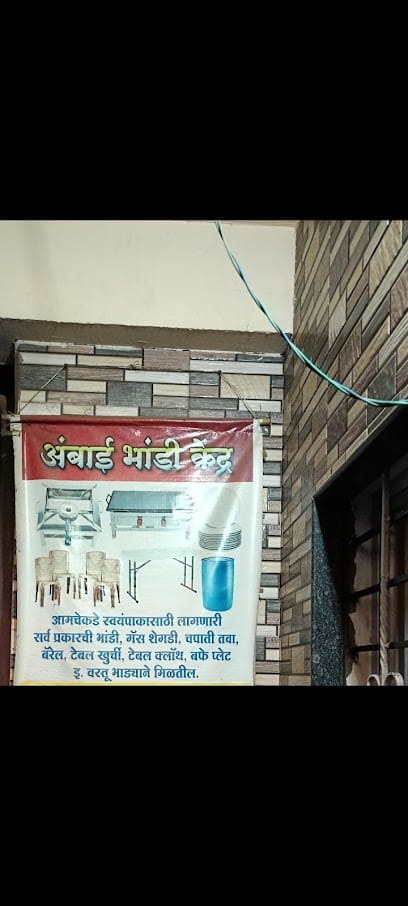 अंबाई भांडी केंद्र
आमचेकडे स्वयंपाकासाठी लागणारी
सर्व प्रकारची भांडी, गॅस शेगडी, चपाती तवा,
बॅरेल, टेबल खुर्ची, टेबल क्लॉथ, बफे प्लेट
इ. वस्तू भाड्याने मिळतील.